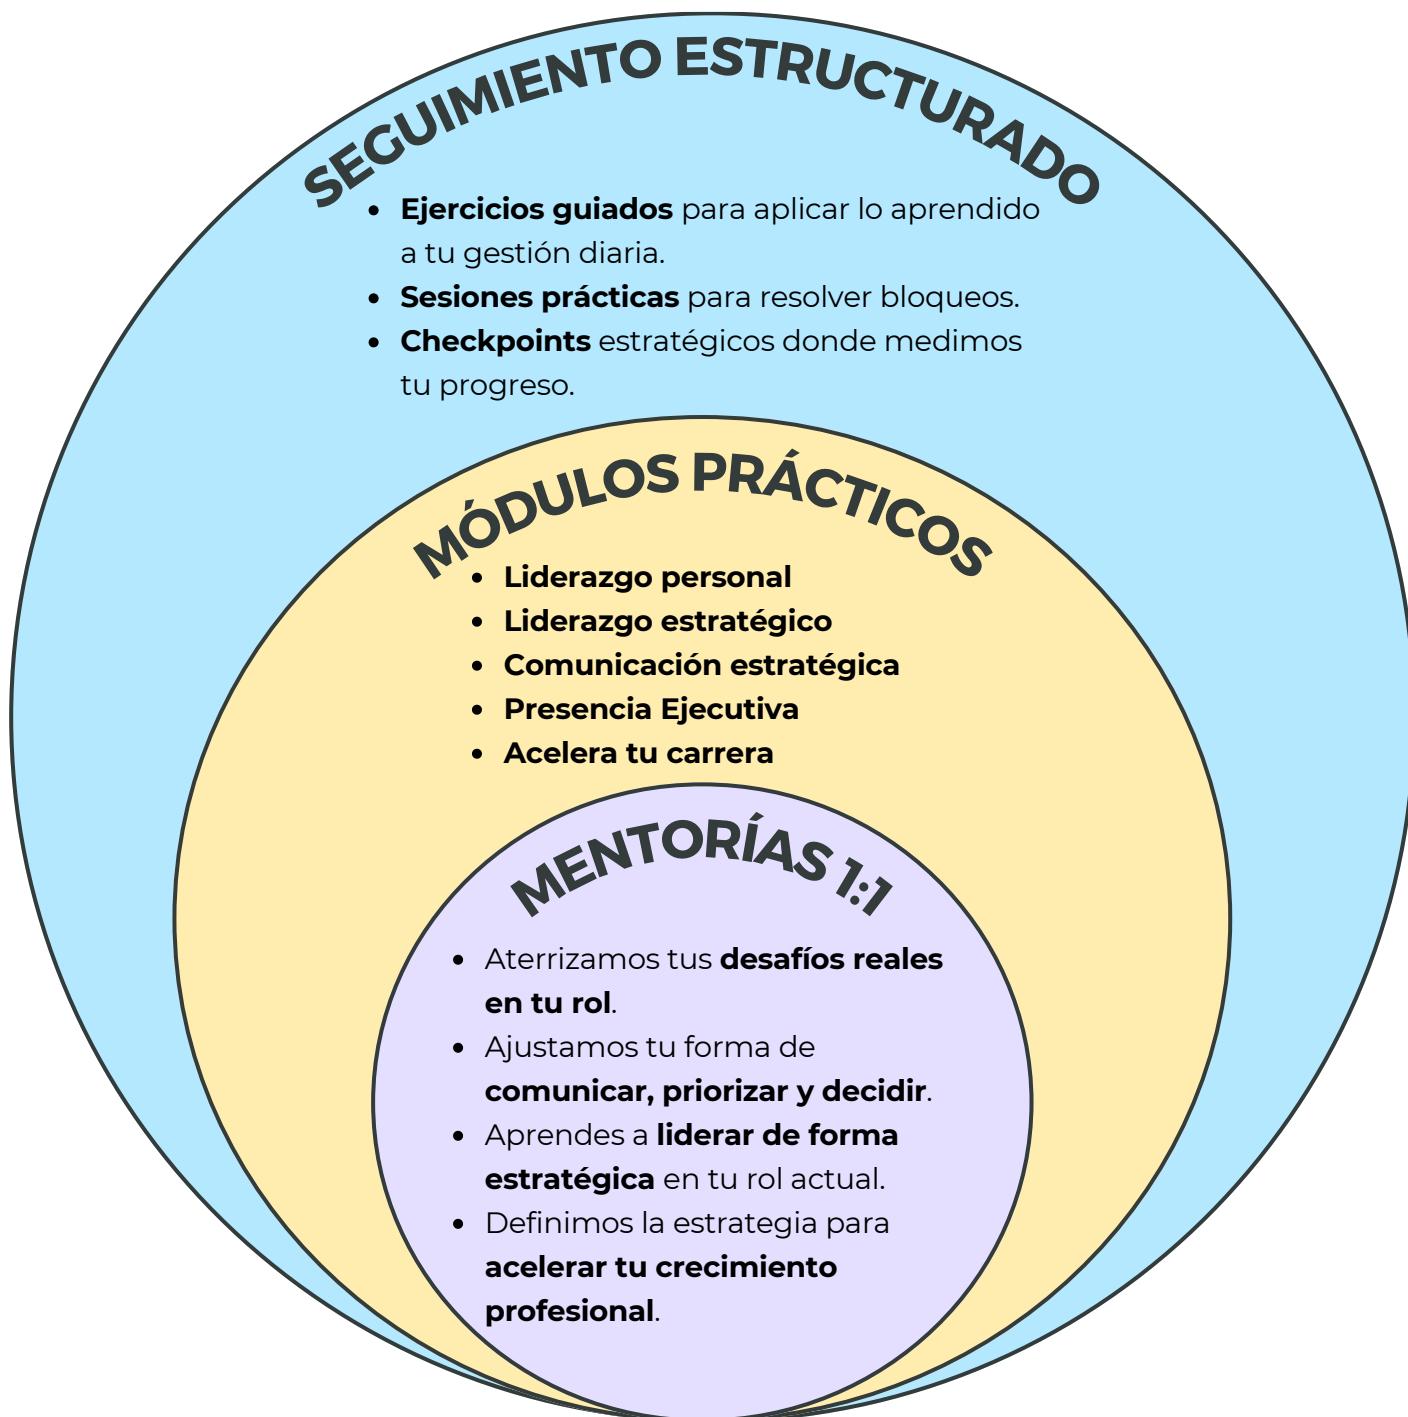 SEGUIMIENTO ESTRUCTURADO
• Ejercicios guiados para aplicar lo aprendido
a tu gestión diaria.
• Sesiones prácticas para resolver bloqueos.
• Checkpoints estratégicos donde medimos
tu progreso.
MÓDULOS PRÁCTICOS
• Liderazgo personal
• Liderazgo estratégico
• Comunicación estratégica
• Presencia Ejecutiva
• Acelera tu carrera
MENTORÍAS 1:1
• Aterrizamos tus desafíos reales
en tu rol.
• Ajustamos tu forma de
comunicar, priorizar y decidir.
• Aprendes a liderar de forma
estratégica en tu rol actual.
• Definimos la estrategia para
acelerar tu crecimiento
profesional.